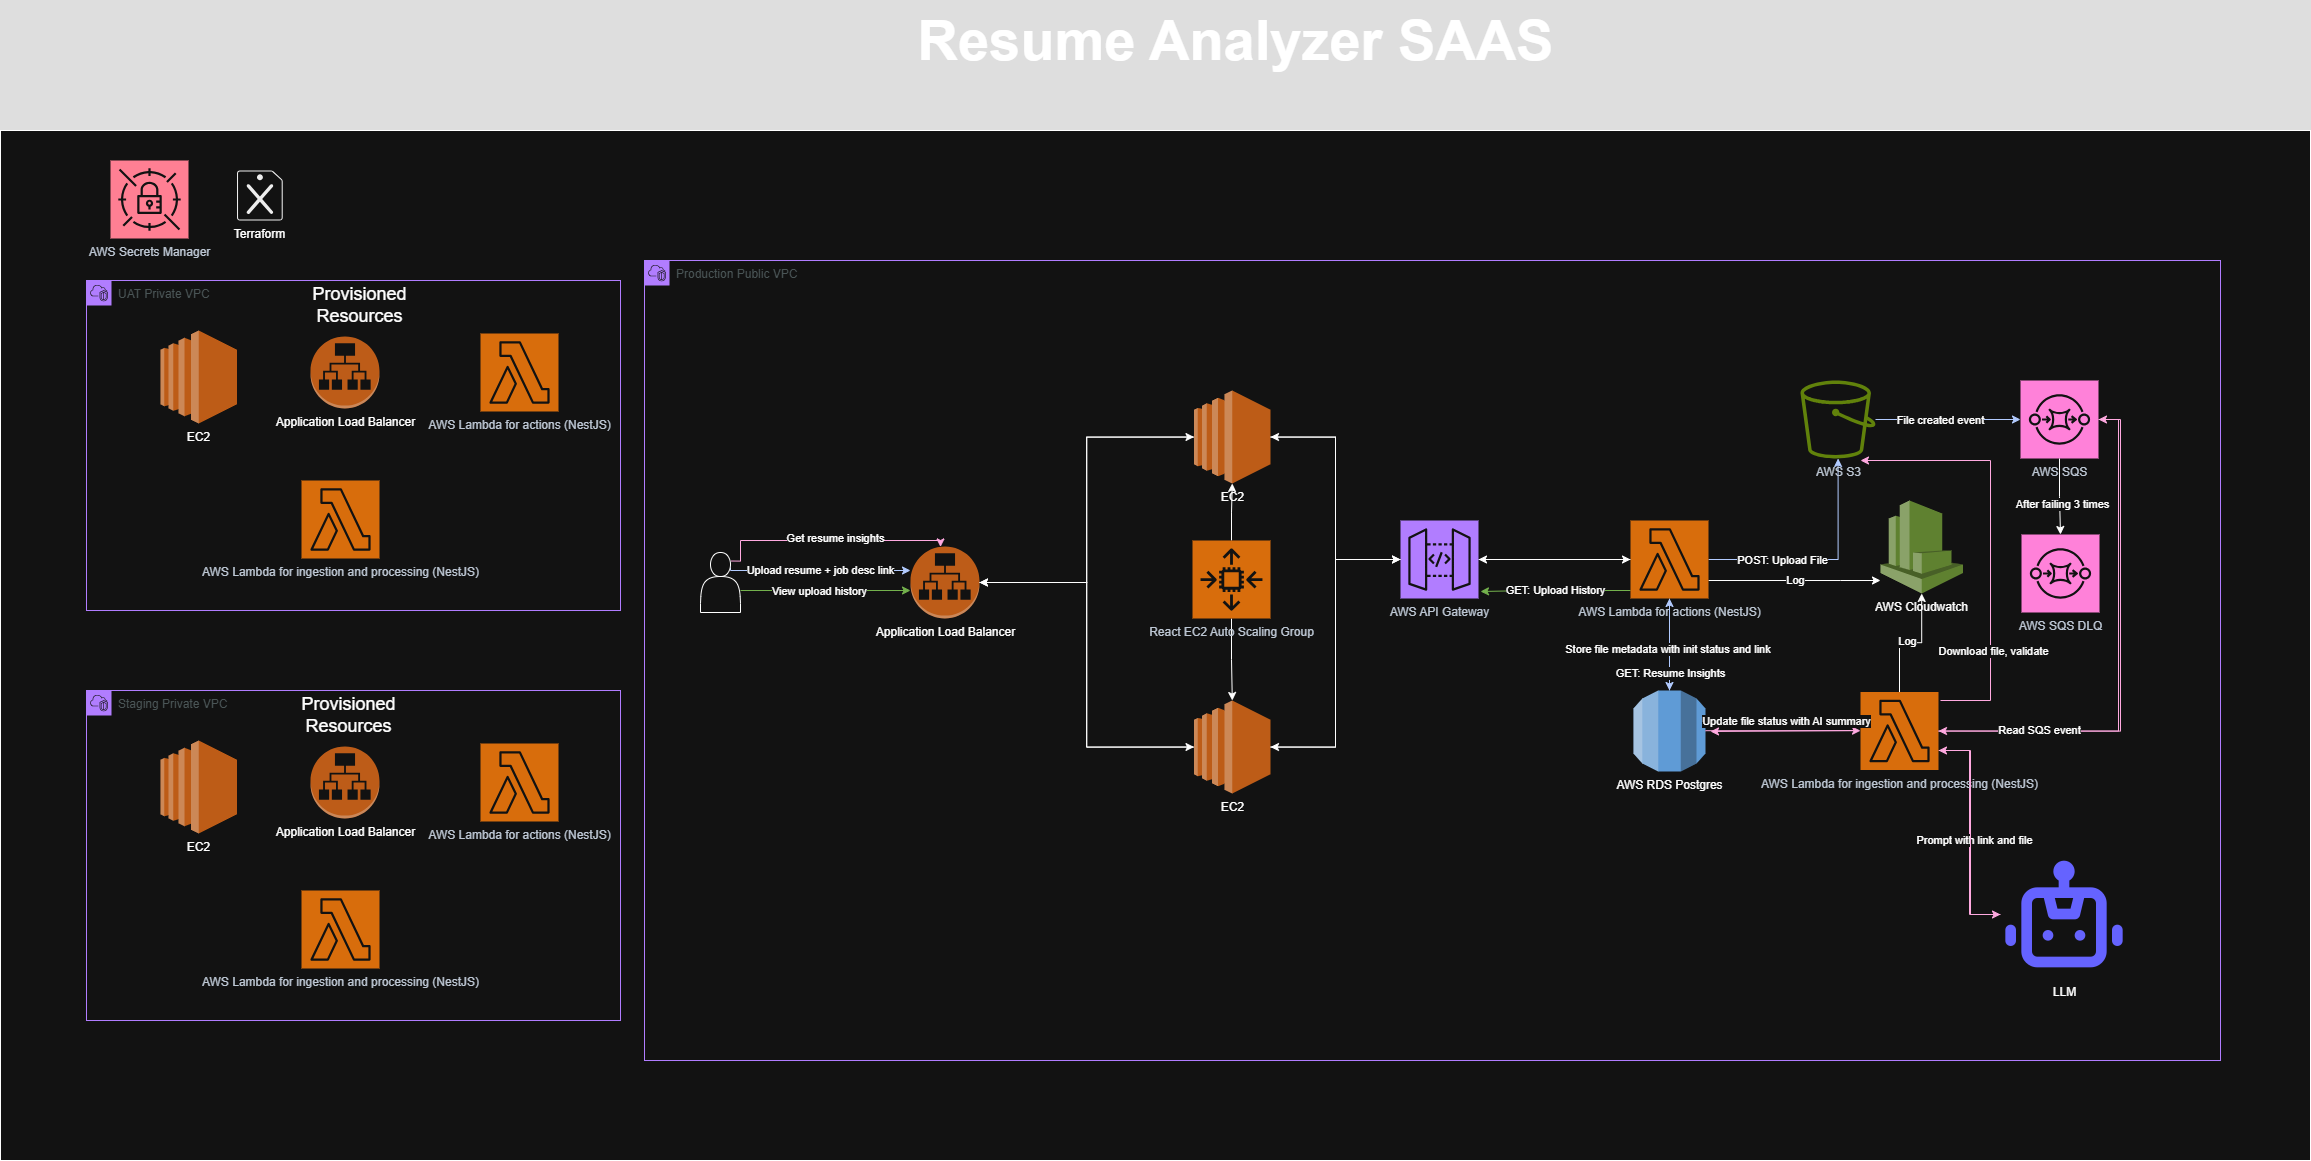 Resume Analyzer SAAS
AWS Secrets Manager
Terraform
UAT Private VPC
Provisioned
Resources
EC2
Application Load Balancer
AWS Lambda for actions (NestJS)
AWS Lambda for ingestion and processing (NestJS)
Staging Private VPC
Provisioned
Resources
EC2
Application Load Balancer
AWS Lambda for actions (NestJS)
AWS Lambda for ingestion and processing (NestJS)
Production Public VPC
Get resume insights
Upload resume + job desc link
View upload history
Application Load Balancer
EC2
React EC2 Auto Scaling Group
EC2
AWS API Gateway
GET: Upload History
AWS Lambda for actions (NestJS)
POST: Upload File
Log
AWS S3
File created event
AWS SQS
After failing 3 times
AWS SQS DLQ
AWS Cloudwatch
Log
Download file, validate
Store file metadata with init status and link
GET: Resume Insights
AWS RDS Postgres
Update file status with AI summary
Read SQS event
AWS Lambda for ingestion and processing (NestJS)
Prompt with link and file
LLM